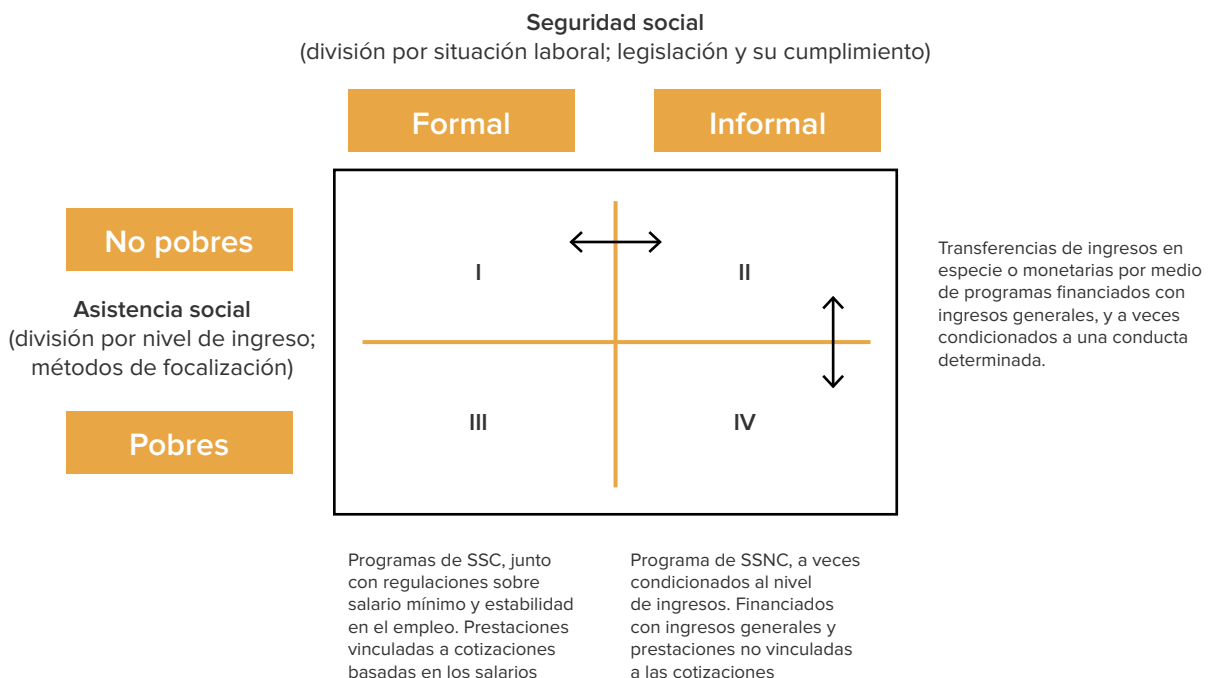 Seguridad social
(división por situación laboral; legislación y su cumplimiento)
Formal
Informal
No pobres
Asistencia social
(división por nivel de ingreso;
métodos de focalización)
Pobres
I
II
III
IV
Transferencias de ingresos en
especie o monetarias por medio
de programas financiados con
ingresos generales, y a veces
condicionados a una conducta
determinada.
Programas de SSC, junto
con regulaciones sobre
salario mínimo y estabilidad
en el empleo. Prestaciones
vinculadas a cotizaciones
basadas en los salarios
Programa de SSNC, a veces
condicionados al nivel
de ingresos. Financiados
con ingresos generales y
prestaciones no vinculadas
a las cotizaciones